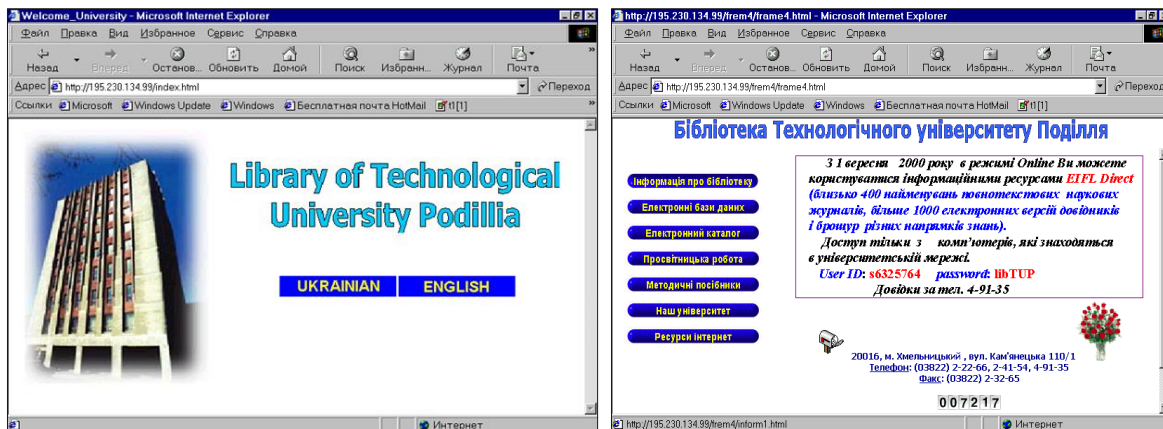 Welcome_University - Microsoft Internet Explorer
Файл Правка Вид Избранное Сервис Справка
Назад Вперед Останов... Обновить Домой Поиск Избранн... Журнал Почта »
Адрес http://195.230.134.99/index.html Переход
Ссылки Microsoft Windows Update Windows Бесплатная почта HotMail t1[1] »
Library of Technological
University Podillia
UKRAINIAN ENGLISH
Интернет
http://195.230.134.99/frem4/frame4.html - Microsoft Internet Explorer
Файл Правка Вид Избранное Сервис Справка
Назад Вперед Останов... Обновить Домой Поиск Избранн... Журнал Почта
Адрес http://195.230.134.99/frem4/frame4.html Переход
Ссылки Microsoft Windows Update Windows Бесплатная почта HotMail t1[1]
Бібліотека Технологічного університету Поділля
Інформація про бібліотеку
Електронні бази даних
Електронний каталог
Просвітницька робота
Методичні посібники
Наш університет
Ресурси інтернет
З 1 вересня 2000 року в режимі Online Ви можете
користуватися інформаційними ресурсами EIFL Direct
(близько 400 найменувань повнотекстових наукових
журналів, більше 1000 електронних версій довідників
і брошур різних напрямків знань).
Доступ тільки з комп'ютерів, які знаходяться
в університетській мережі.
User ID: s6325764 password: libTUP
Довідки за тел. 4-91-35
20016, м. Хмельницький , вул. Кам'янецька 110/1
Телефон: (03822) 2-22-66, 2-41-54, 4-91-35
Факс: (03822) 2-32-65
007217
http://195.230.134.99/frem4/inform1.html Интернет